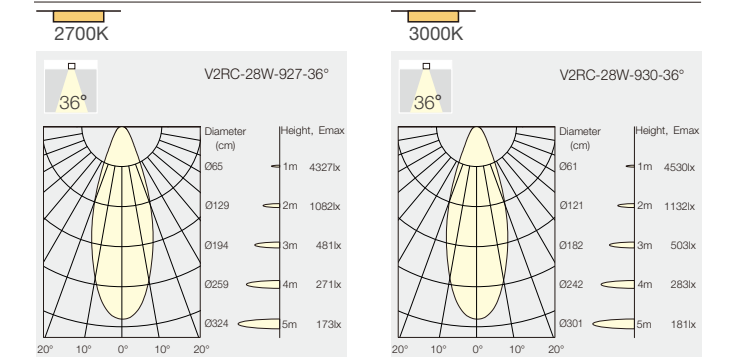 2700K
V2RC-28W-927-36°
36°
Diameter (cm) Height, Emax
Ø65 1m 4327lx
Ø129 2m 1082lx
Ø194 3m 481lx
Ø259 4m 271lx
Ø324 5m 173lx
20° 10° 0° 10° 20°
3000K
V2RC-28W-930-36°
36°
Diameter (cm) Height, Emax
Ø61 1m 4530lx
Ø121 2m 1132lx
Ø182 3m 503lx
Ø242 4m 283lx
Ø301 5m 181lx
20° 10° 0° 10° 20°